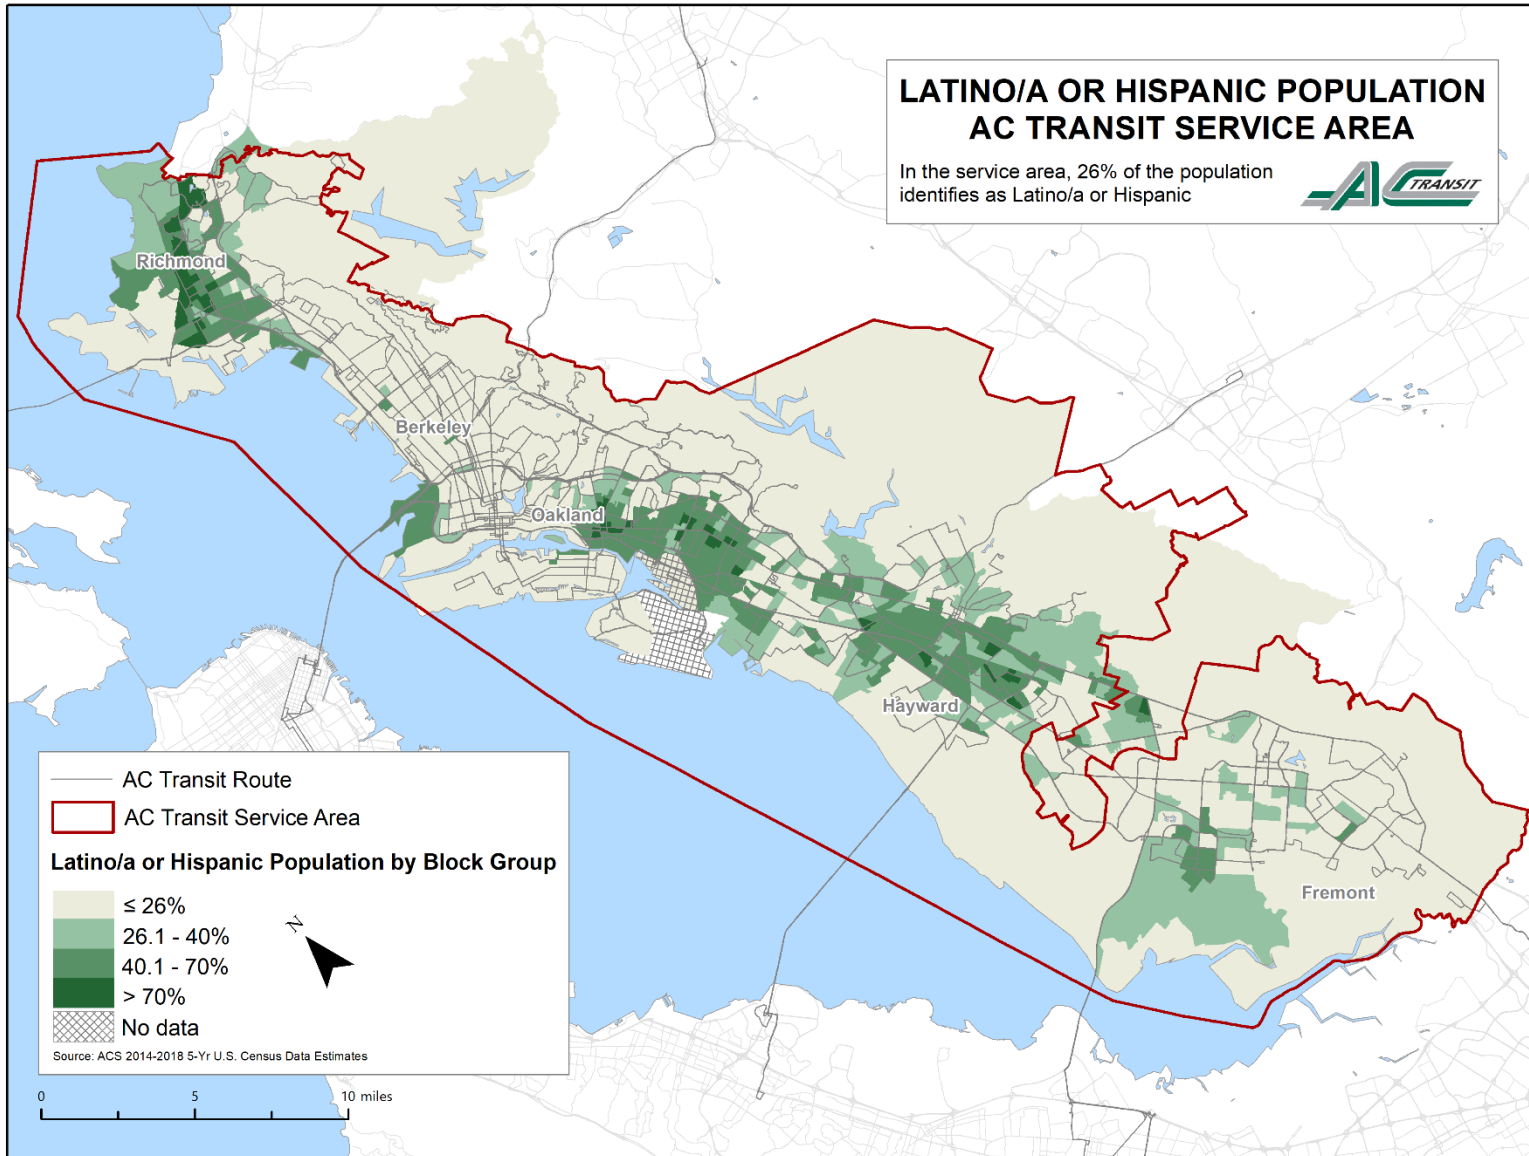 LATINO/A OR HISPANIC POPULATION
AC TRANSIT SERVICE AREA
In the service area, 26% of the population
identifies as Latino/a or Hispanic
AC TRANSIT
Richmond
Berkeley
Oakland
Hayward
Fremont
AC Transit Route
AC Transit Service Area
Latino/a or Hispanic Population by Block Group
≤ 26%
26.1 - 40%
40.1 - 70%
> 70%
No data
N
Source: ACS 2014-2018 5-Yr U.S. Census Data Estimates
0 5 10 miles